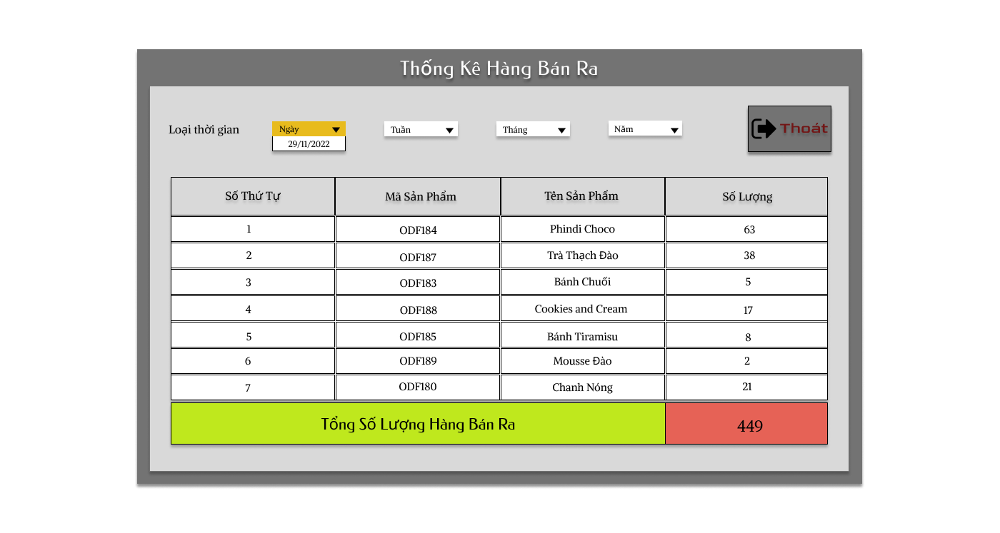 Thống Kê Hàng Bán Ra
Loại thời gian Ngày Tuần Tháng Năm Thoát
29/11/2022
Số Thứ Tự Mã Sản Phẩm Tên Sản Phẩm Số Lượng
1 ODF184 Phindi Choco 63
2 ODF187 Trà Thạch Đào 38
3 ODF183 Bánh Chuối 5
4 ODF188 Cookies and Cream 17
5 ODF185 Bánh Tiramisu 8
6 ODF189 Mousse Đào 2
7 ODF180 Chanh Nóng 21
Tổng Số Lượng Hàng Bán Ra 449